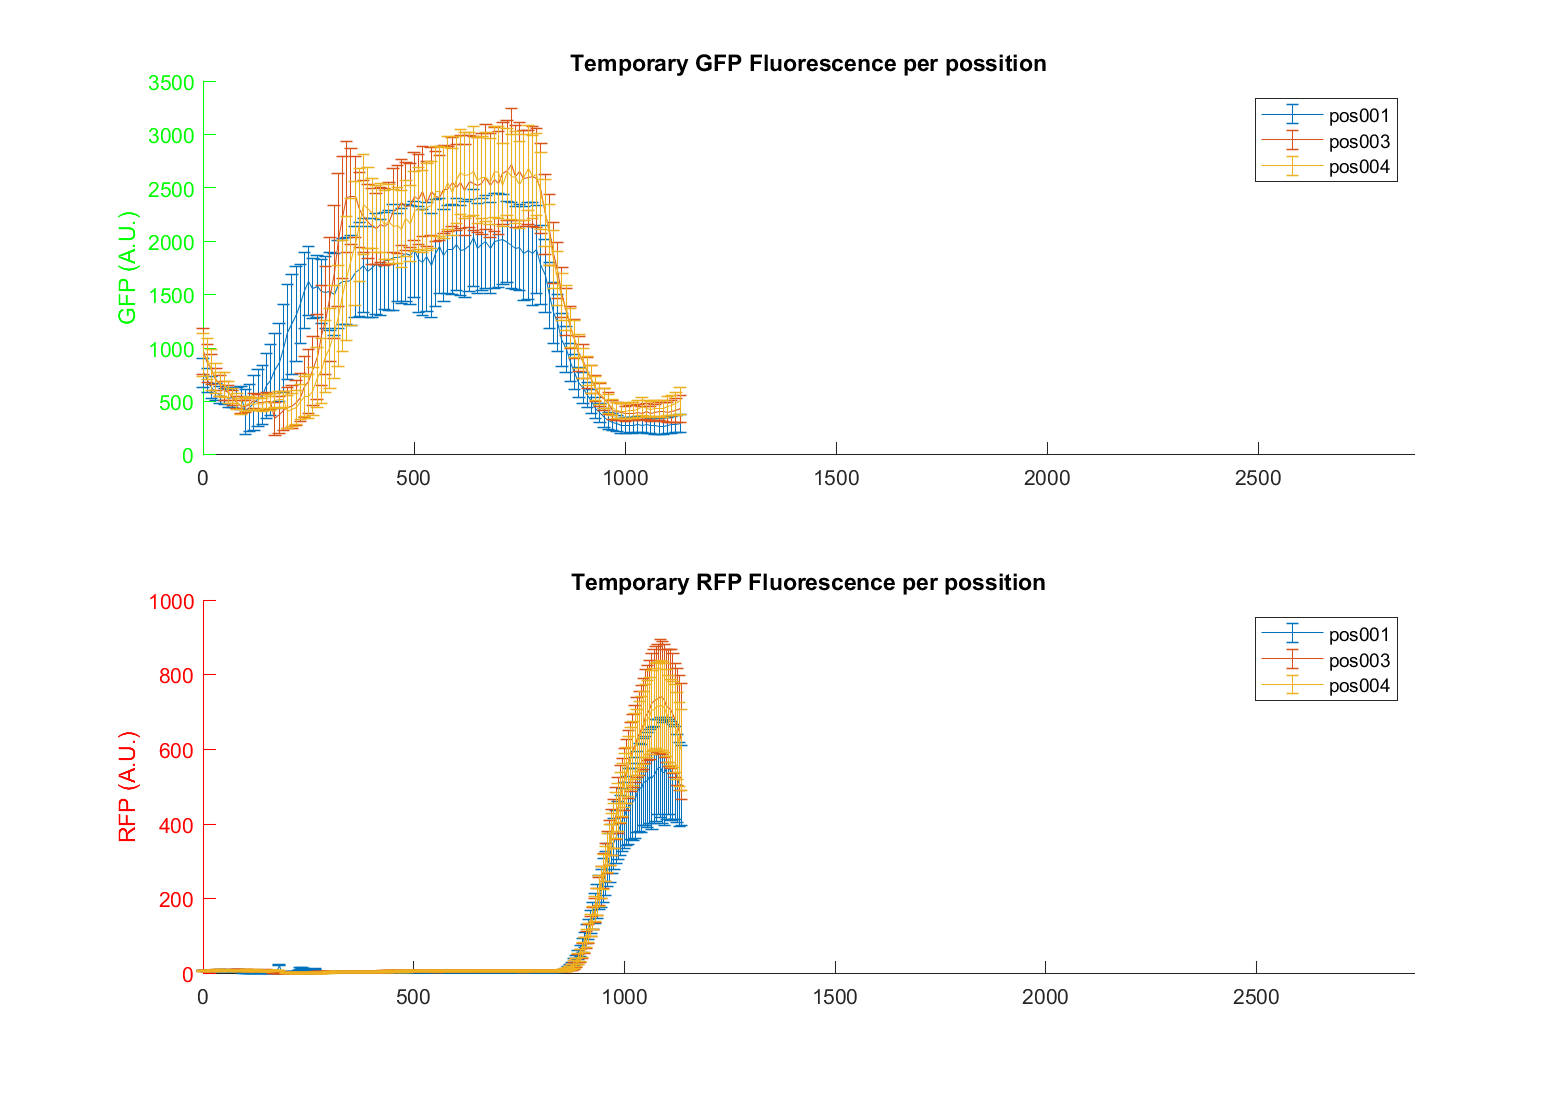 Temporary GFP Fluorescence per possition
3500
3000
2500
2000
1500
1000
500
0
GFP (A.U.)
0 500 1000 1500 2000 2500
pos001
pos003
pos004
Temporary RFP Fluorescence per possition
1000
800
600
400
200
0
RFP (A.U.)
0 500 1000 1500 2000 2500
pos001
pos003
pos004